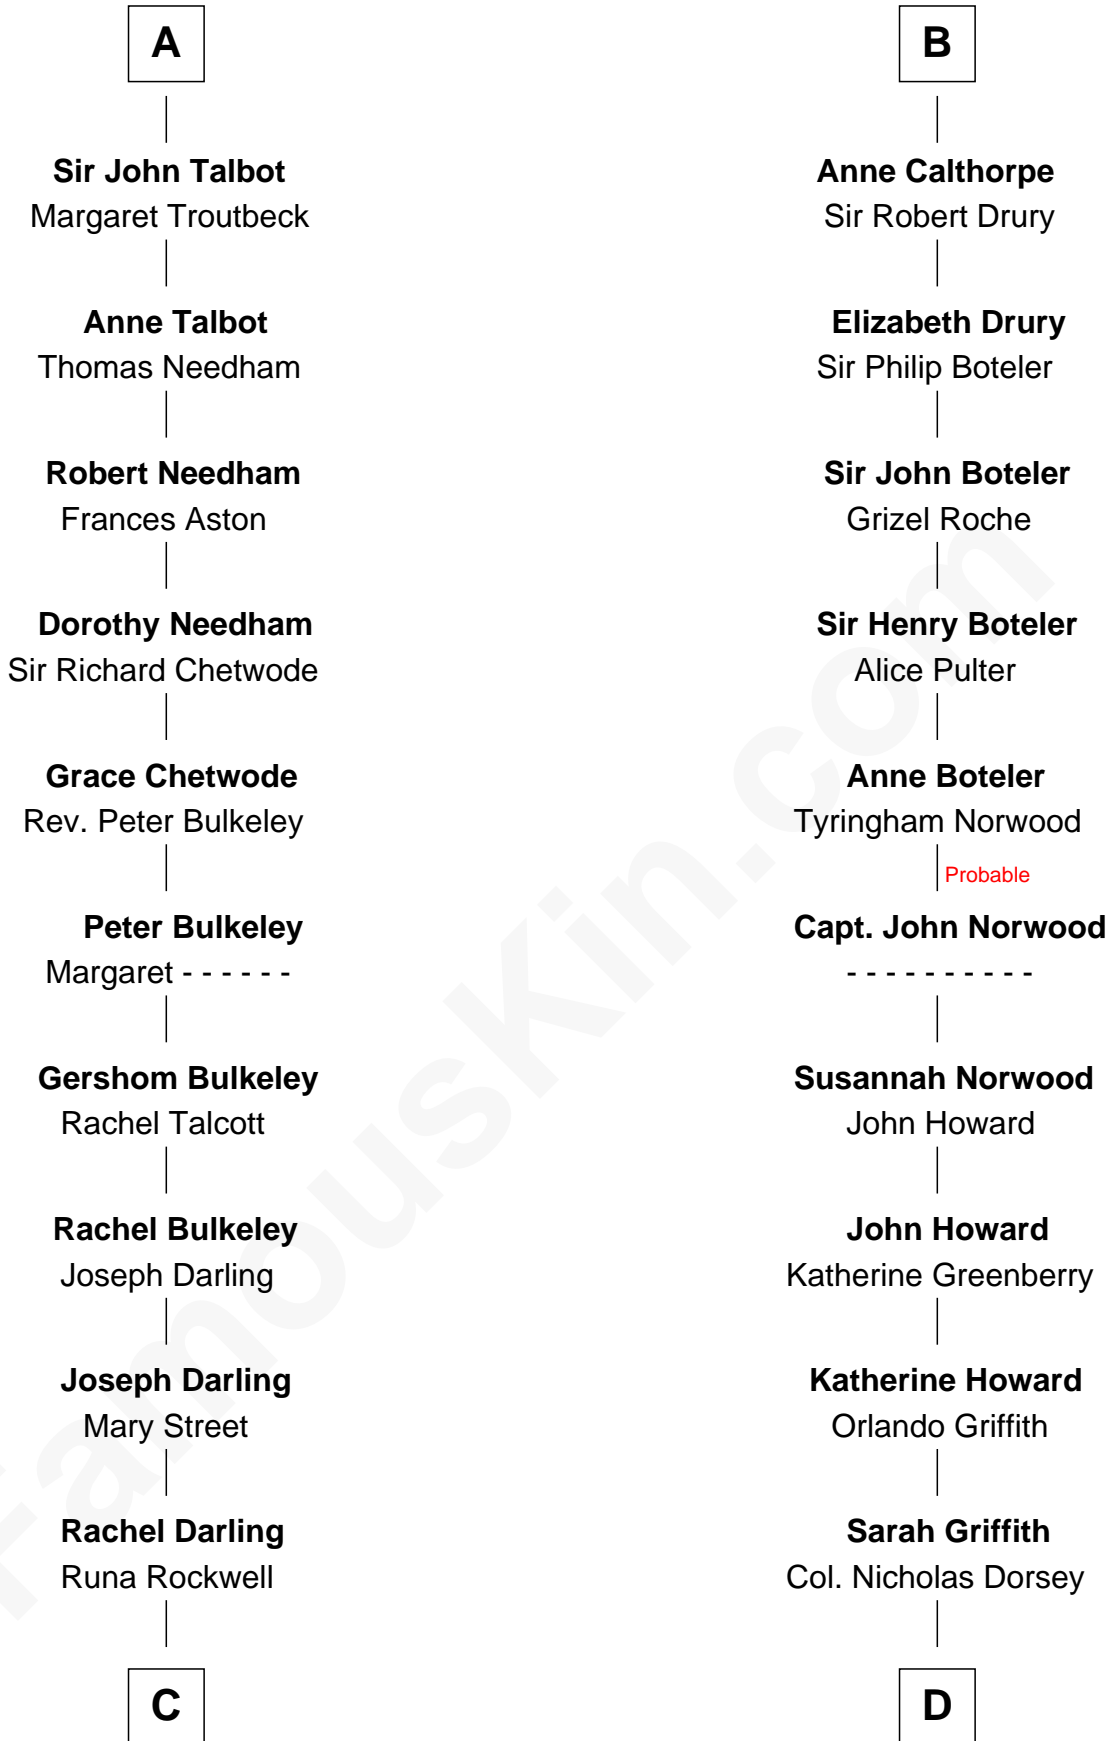 A
Sir John Talbot
Margaret Troutbeck
Anne Talbot
Thomas Needham
Robert Needham
Frances Aston
Dorothy Needham
Sir Richard Chetwode
Grace Chetwode
Rev. Peter Bulkeley
Peter Bulkeley
Margaret - - - - - -
Gershom Bulkeley
Rachel Talcott
Rachel Bulkeley
Joseph Darling
Joseph Darling
Mary Street
Rachel Darling
Runa Rockwell
C
B
Anne Calthorpe
Sir Robert Drury
Elizabeth Drury
Sir Philip Boteler
Sir John Boteler
Grizel Roche
Sir Henry Boteler
Alice Pulter
Anne Boteler
Tyringham Norwood
Probable
Capt. John Norwood
- - - - - - - - - -
Susannah Norwood
John Howard
John Howard
Katherine Greenberry
Katherine Howard
Orlando Griffith
Sarah Griffith
Col. Nicholas Dorsey
D
FamousKin.com